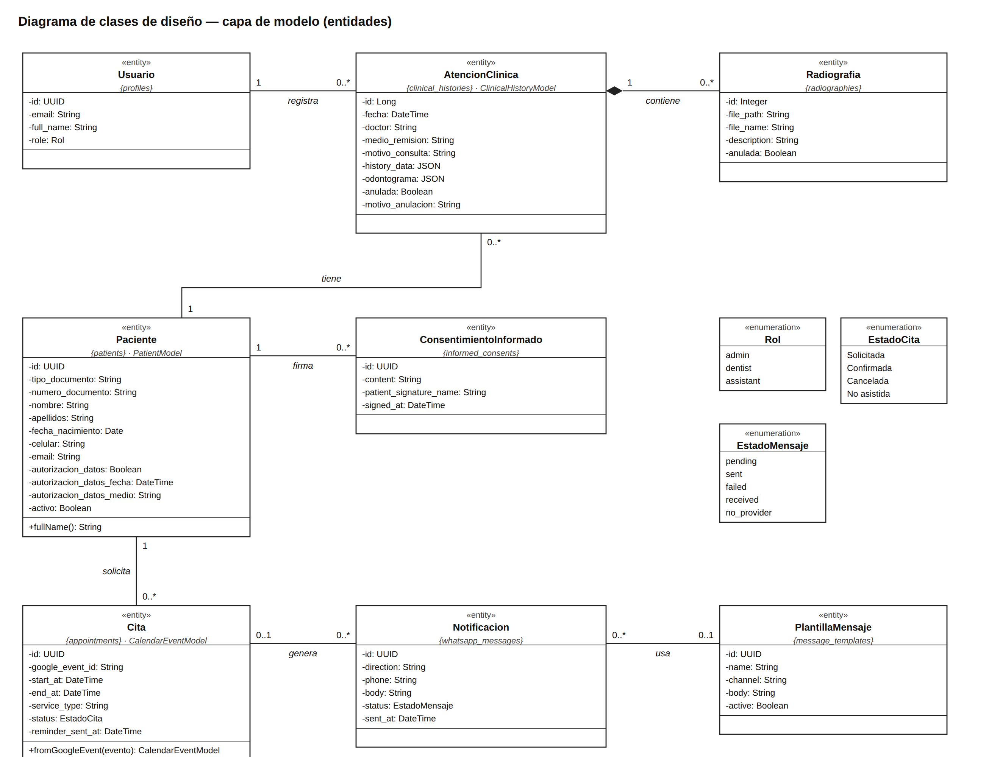 Diagrama de clases de diseño — capa de modelo (entidades)
«entity»
Usuario
{profiles}
-id: UUID
-email: String
-full_name: String
-role: Rol
1
0..*
registra
«entity»
AtencionClinica
{clinical_histories} · ClinicalHistoryModel
-id: Long
-fecha: DateTime
-doctor: String
-medio_remision: String
-motivo_consulta: String
-history_data: JSON
-odontograma: JSON
-anulada: Boolean
-motivo_anulacion: String
1
0..*
contiene
«entity»
Radiografia
{radiographies}
-id: Integer
-file_path: String
-file_name: String
-description: String
-anulada: Boolean
0..*
tiene
1
«entity»
Paciente
{patients} · PatientModel
-id: UUID
-tipo_documento: String
-numero_documento: String
-nombre: String
-apellidos: String
-fecha_nacimiento: Date
-celular: String
-email: String
-autorizacion_datos: Boolean
-autorizacion_datos_fecha: DateTime
-autorizacion_datos_medio: String
-activo: Boolean
+fullName(): String
1
0..*
firma
«entity»
ConsentimientoInformado
{informed_consents}
-id: UUID
-content: String
-patient_signature_name: String
-signed_at: DateTime
«enumeration»
Rol
admin
dentist
assistant
«enumeration»
EstadoCita
Solicitada
Confirmada
Cancelada
No asistida
«enumeration»
EstadoMensaje
pending
sent
failed
received
no_provider
1
solicita
0..*
«entity»
Cita
{appointments} · CalendarEventModel
-id: UUID
-google_event_id: String
-start_at: DateTime
-end_at: DateTime
-service_type: String
-status: EstadoCita
-reminder_sent_at: DateTime
+fromGoogleEvent(evento): CalendarEventModel
0..1
0..*
genera
«entity»
Notificacion
{whatsapp_messages}
-id: UUID
-direction: String
-phone: String
-body: String
-status: EstadoMensaje
-sent_at: DateTime
0..*
0..1
usa
«entity»
PlantillaMensaje
{message_templates}
-id: UUID
-name: String
-channel: String
-body: String
-active: Boolean